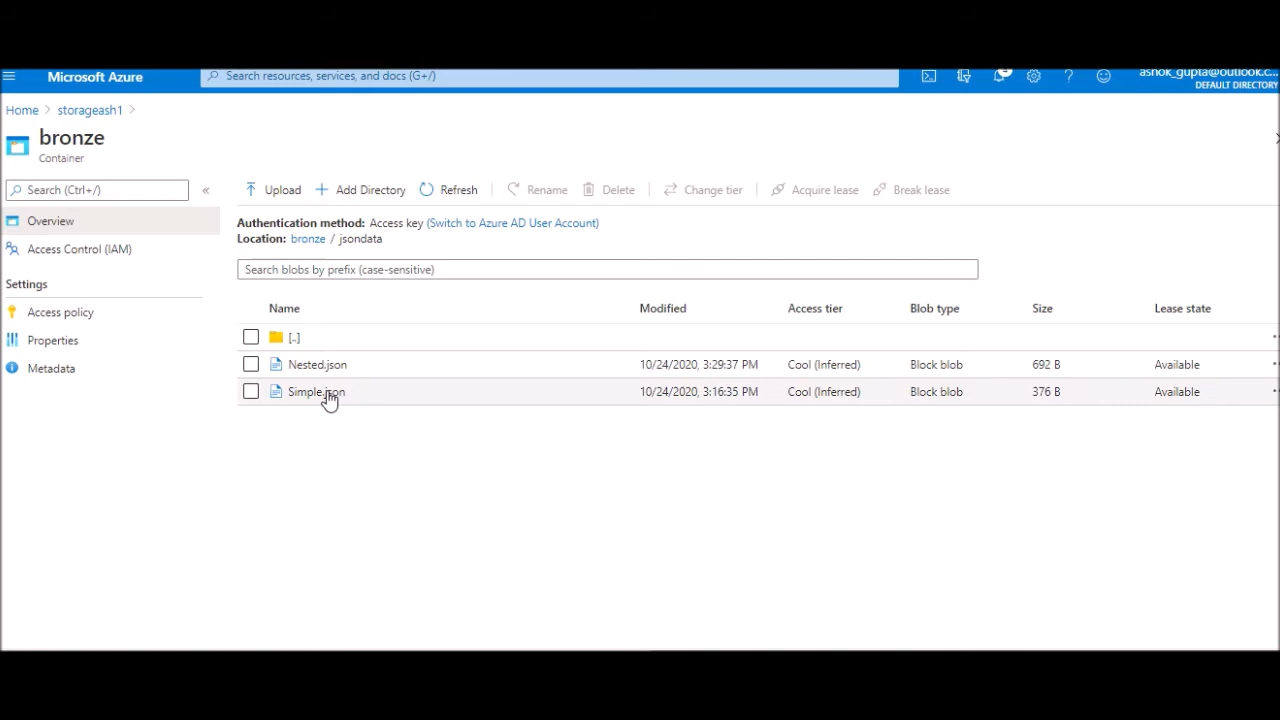 Microsoft Azure
Search resources, services, and docs (G+/)
ashok_gupta@outlook.c...
DEFAULT DIRECTORY
Home > storageash1 >
bronze
Container
Search (Ctrl+/) «
Upload Add Directory Refresh Rename Delete Change tier Acquire lease Break lease
Overview
Access Control (IAM)
Settings
Access policy
Properties
Metadata
Authentication method: Access key (Switch to Azure AD User Account)
Location: bronze / jsondata
Search blobs by prefix (case-sensitive)
Name Modified Access tier Blob type Size Lease state
[..]
Nested.json 10/24/2020, 3:29:37 PM Cool (Inferred) Block blob 692 B Available
Simple.json 10/24/2020, 3:16:35 PM Cool (Inferred) Block blob 376 B Available